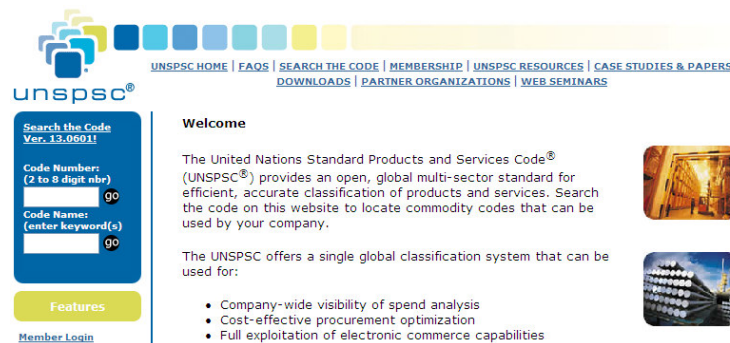 unspsc®
UNSPSC HOME | FAQS | SEARCH THE CODE | MEMBERSHIP | UNSPSC RESOURCES | CASE STUDIES & PAPERS
DOWNLOADS | PARTNER ORGANIZATIONS | WEB SEMINARS
Search the Code
Ver. 13.0601!
Code Number:
(2 to 8 digit nbr)
go
Code Name:
(enter keyword(s)
go
Features
Member Login
Welcome
The United Nations Standard Products and Services Code®
(UNSPSC®) provides an open, global multi-sector standard for
efficient, accurate classification of products and services. Search
the code on this website to locate commodity codes that can be
used by your company.
The UNSPSC offers a single global classification system that can be
used for:
• Company-wide visibility of spend analysis
• Cost-effective procurement optimization
• Full exploitation of electronic commerce capabilities